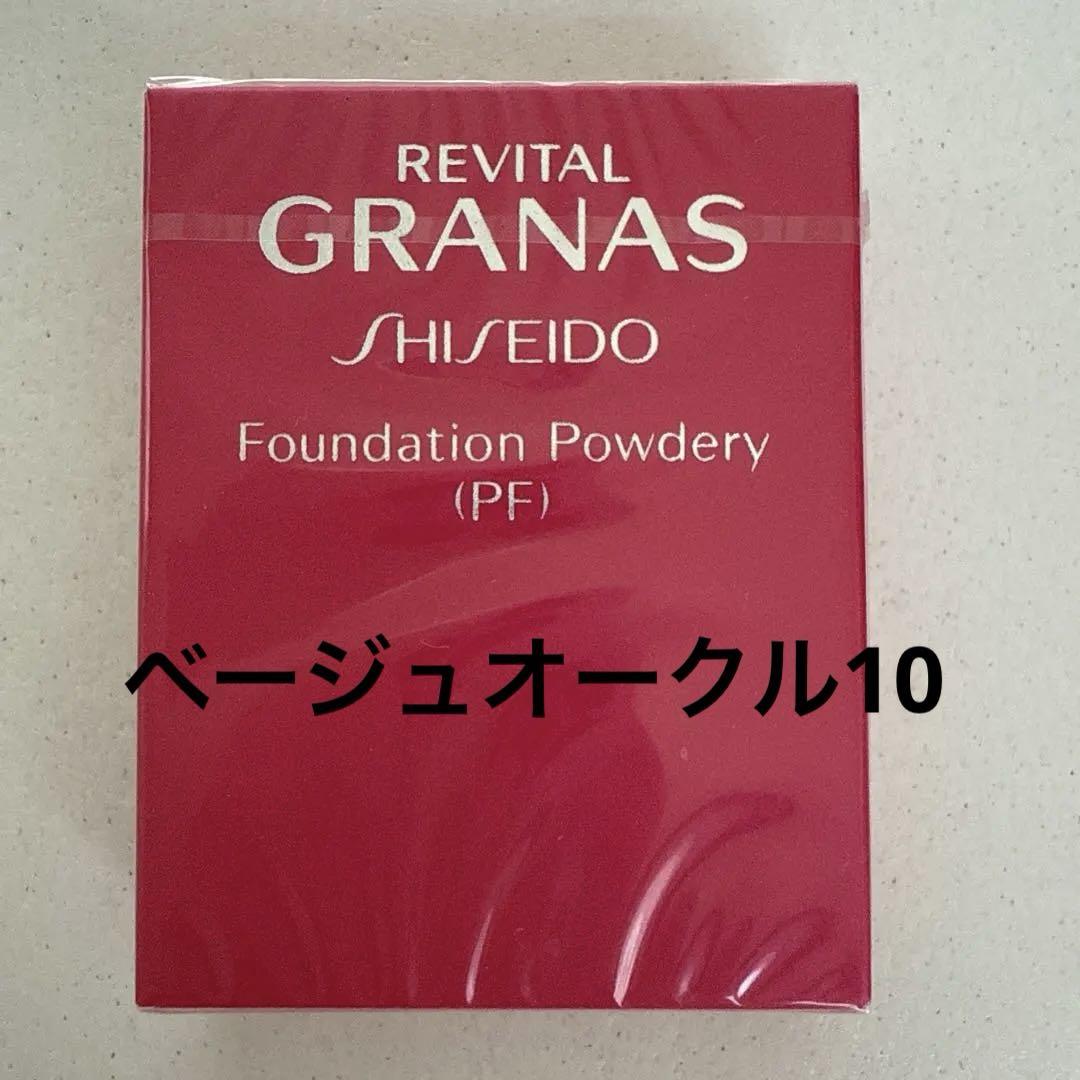 REVITAL
GRANAS
SHISEIDO
Foundation Powdery
(PF)
ベージュオークル10